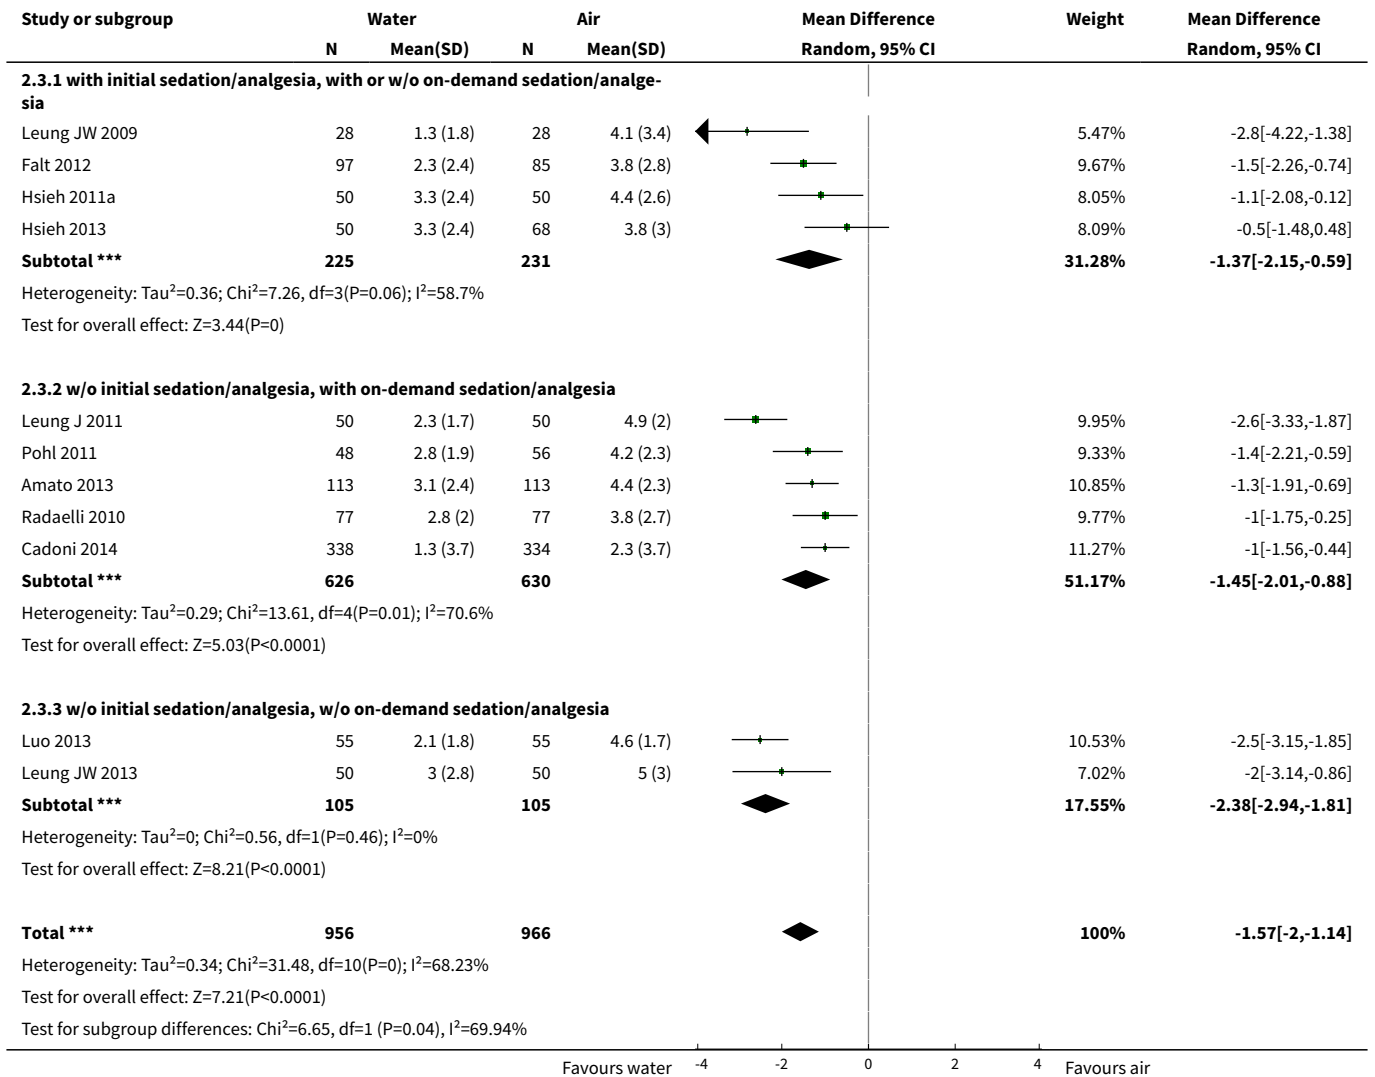 Study or subgroup Water Air Mean Difference Weight Mean Difference
N Mean(SD) N Mean(SD) Random, 95% CI Random, 95% CI
2.3.1 with initial sedation/analgesia, with or w/o on-demand sedation/analge-
sia
Leung JW 2009 28 1.3 (1.8) 28 4.1 (3.4) 5.47% -2.8[-4.22,-1.38]
Falt 2012 97 2.3 (2.4) 85 3.8 (2.8) 9.67% -1.5[-2.26,-0.74]
Hsieh 2011a 50 3.3 (2.4) 50 4.4 (2.6) 8.05% -1.1[-2.08,-0.12]
Hsieh 2013 50 3.3 (2.4) 68 3.8 (3) 8.09% -0.5[-1.48,0.48]
Subtotal *** 225 231 31.28% -1.37[-2.15,-0.59]
Heterogeneity: Tau²=0.36; Chi²=7.26, df=3(P=0.06); I²=58.7%
Test for overall effect: Z=3.44(P=0)
2.3.2 w/o initial sedation/analgesia, with on-demand sedation/analgesia
Leung J 2011 50 2.3 (1.7) 50 4.9 (2) 9.95% -2.6[-3.33,-1.87]
Pohl 2011 48 2.8 (1.9) 56 4.2 (2.3) 9.33% -1.4[-2.21,-0.59]
Amato 2013 113 3.1 (2.4) 113 4.4 (2.3) 10.85% -1.3[-1.91,-0.69]
Radaelli 2010 77 2.8 (2) 77 3.8 (2.7) 9.77% -1[-1.75,-0.25]
Cadoni 2014 338 1.3 (3.7) 334 2.3 (3.7) 11.27% -1[-1.56,-0.44]
Subtotal *** 626 630 51.17% -1.45[-2.01,-0.88]
Heterogeneity: Tau²=0.29; Chi²=13.61, df=4(P=0.01); I²=70.6%
Test for overall effect: Z=5.03(P<0.0001)
2.3.3 w/o initial sedation/analgesia, w/o on-demand sedation/analgesia
Luo 2013 55 2.1 (1.8) 55 4.6 (1.7) 10.53% -2.5[-3.15,-1.85]
Leung JW 2013 50 3 (2.8) 50 5 (3) 7.02% -2[-3.14,-0.86]
Subtotal *** 105 105 17.55% -2.38[-2.94,-1.81]
Heterogeneity: Tau²=0; Chi²=0.56, df=1(P=0.46); I²=0%
Test for overall effect: Z=8.21(P<0.0001)
Total *** 956 966 100% -1.57[-2,-1.14]
Heterogeneity: Tau²=0.34; Chi²=31.48, df=10(P=0); I²=68.23%
Test for overall effect: Z=7.21(P<0.0001)
Test for subgroup differences: Chi²=6.65, df=1 (P=0.04), I²=69.94%
Favours water -4 -2 0 2 4 Favours air